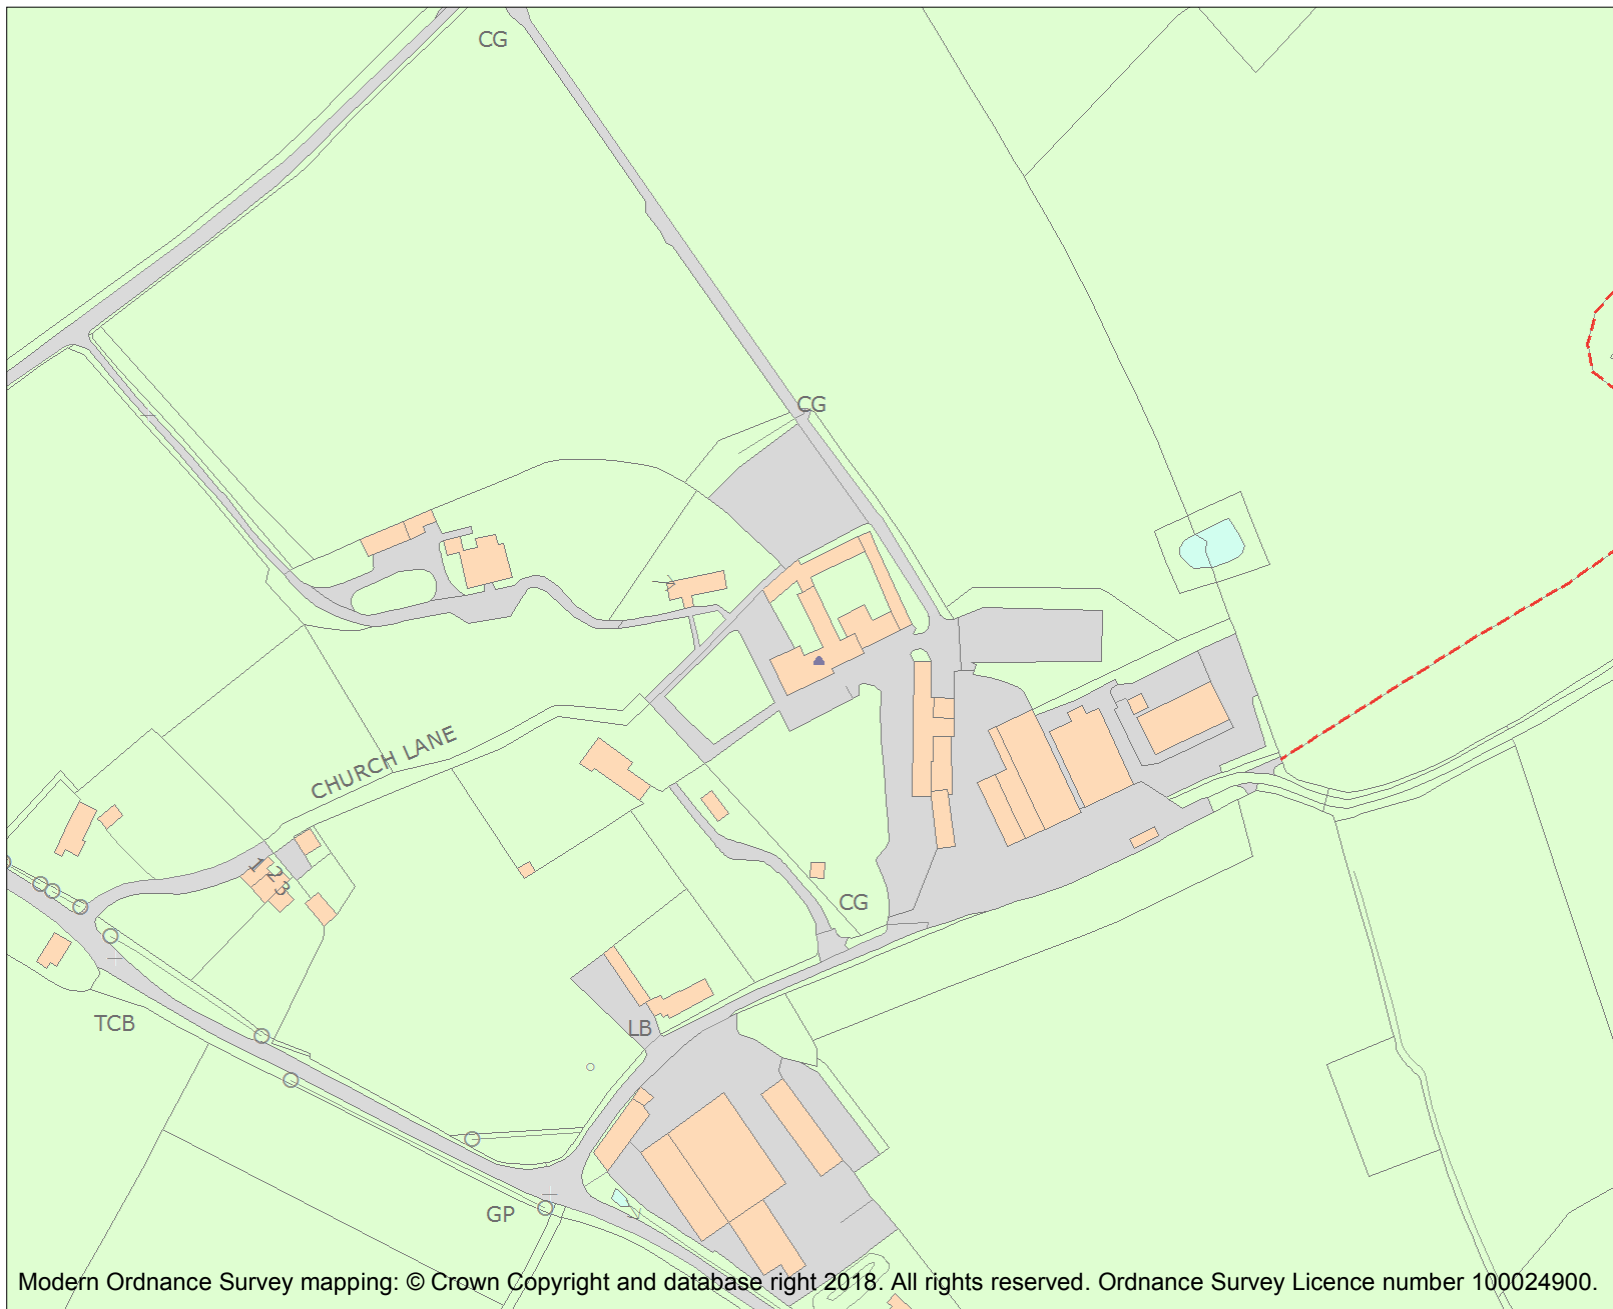 CG
CG
CHURCH LANE
1
2
3
CG
TCB
LB
GP
Modern Ordnance Survey mapping: © Crown Copyright and database right 2018. All rights reserved. Ordnance Survey Licence number 100024900.